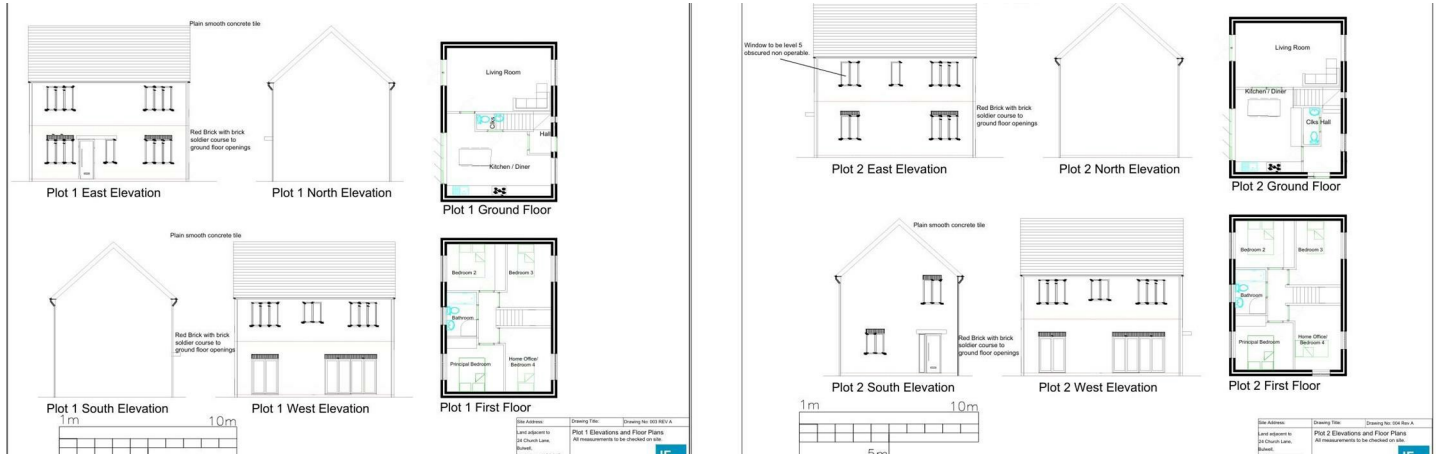 Plain smooth concrete tile
Living Room
Clks
Hall
Kitchen / Diner
Red Brick with brick
soldier course to
ground floor openings
Plot 1 East Elevation
Plot 1 North Elevation
Plot 1 Ground Floor
Plain smooth concrete tile
Bedroom 2
Bedroom 3
Bathroom
Principal Bedroom
Home Office/
Bedroom 4
Red Brick with brick
soldier course to
ground floor openings
Plot 1 South Elevation
Plot 1 West Elevation
Plot 1 First Floor
1m
10m
Site Address:
Drawing Title:
Drawing No: 003 REV A
Land adjacent to
24 Church Lane,
Bulwell,
Plot 1 Elevations and Floor Plans
All measurements to be checked on site.
Window to be level 5
obscured non operable.
Living Room
Kitchen / Diner
Clks
Hall
Red Brick with brick
soldier course to
ground floor openings
Plot 2 East Elevation
Plot 2 North Elevation
Plot 2 Ground Floor
Plain smooth concrete tile
Bedroom 2
Bedroom 3
Bathroom
Principal Bedroom
Home Office/
Bedroom 4
Red Brick with brick
soldier course to
ground floor openings
Plot 2 South Elevation
Plot 2 West Elevation
Plot 2 First Floor
1m
10m
5m
Site Address:
Drawing Title:
Drawing No: 004 Rev A
Land adjacent to
24 Church Lane,
Bulwell,
Plot 2 Elevations and Floor Plans
All measurements to be checked on site.